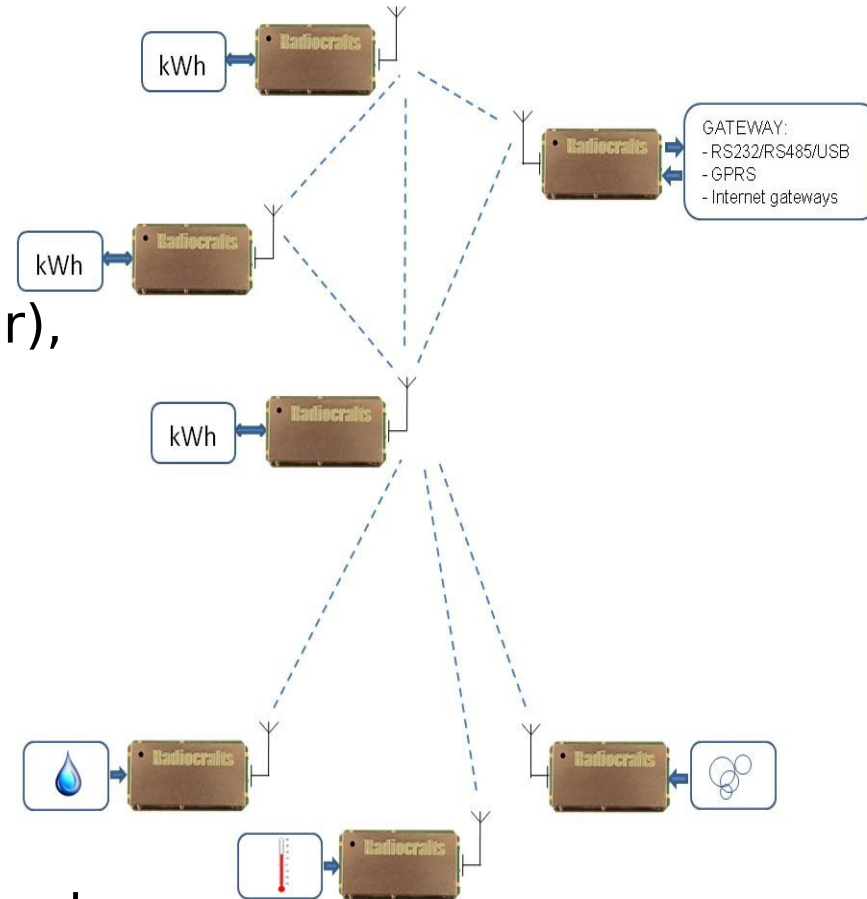 kWh
Radiocrafts
Radiocrafts
GATEWAY:
- RS232/RS485/USB
- GPRS
- Internet gateways
kWh
Radiocrafts
r),
kWh
Radiocrafts
Radiocrafts
Radiocrafts
Radiocrafts